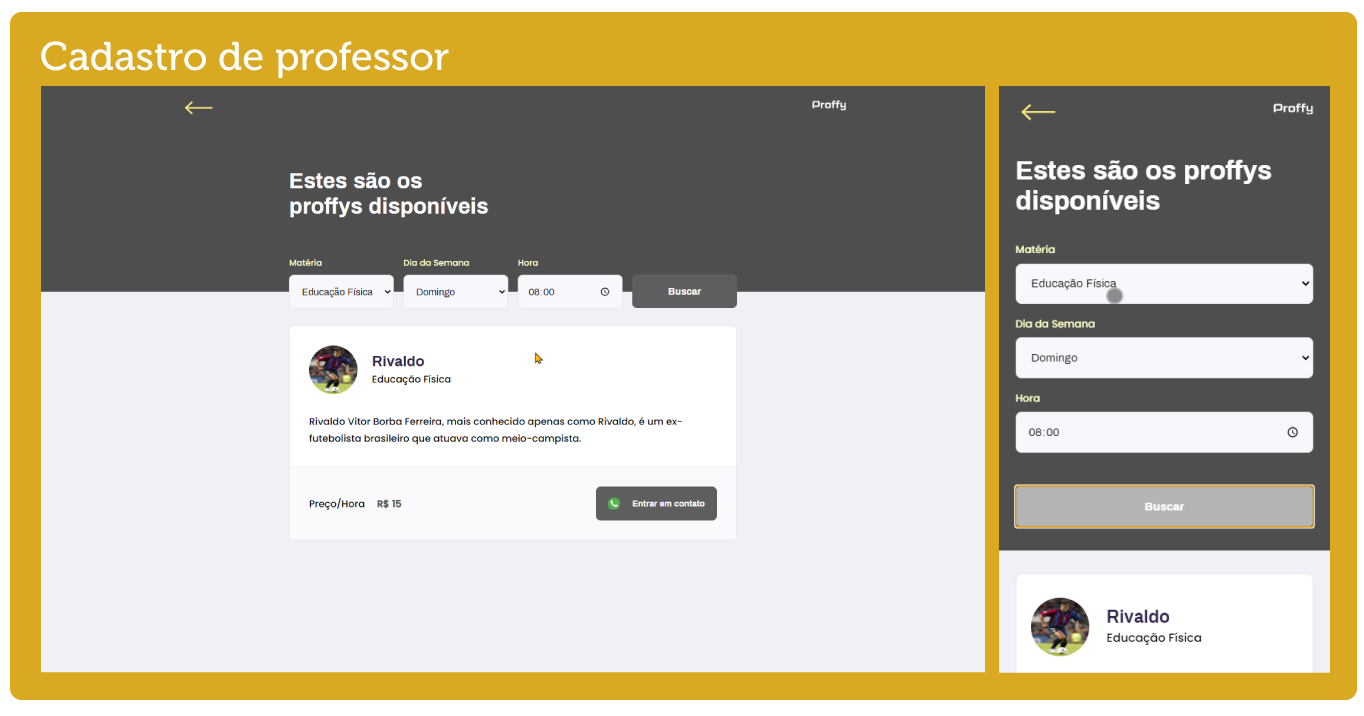 Cadastro de professor
Proffy
Estes são os
proffys disponíveis
Matéria
Dia da Semana
Hora
Educação Física
Domingo
08:00
Buscar
Rivaldo
Educação Física
Rivaldo Vitor Borba Ferreira, mais conhecido apenas como Rivaldo, é um ex-
futebolista brasileiro que atuava como meio-campista.
Preço/Hora R$ 15
Entrar em contato
Proffy
Estes são os proffys
disponíveis
Matéria
Educação Física
Dia da Semana
Domingo
Hora
08:00
Buscar
Rivaldo
Educação Física